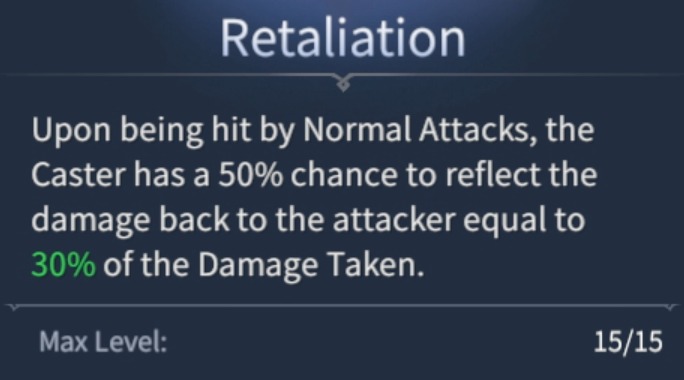 Retaliation
Upon being hit by Normal Attacks, the
Caster has a 50% chance to reflect the
damage back to the attacker equal to
30% of the Damage Taken.
Max Level: 15/15